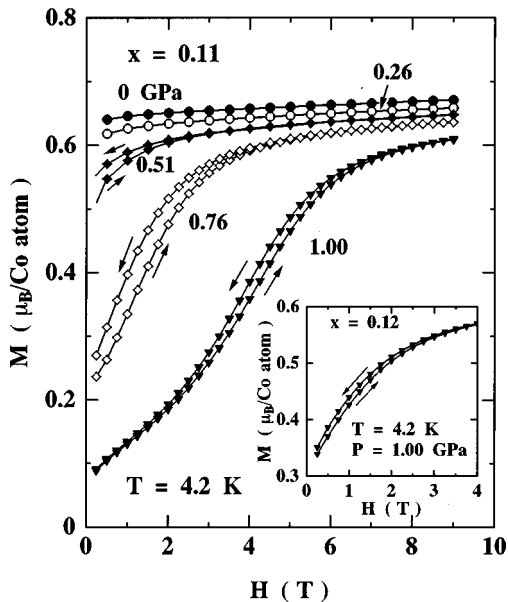 0.8
x = 0.11
0 GPa
0.26
0.6
0.51
0.76
1.00
0.4
M ( μB/Co atom)
0.2
T = 4.2 K
0
0 2 4 6 8 10
H ( T )
0.6
x = 0.12
0.5
M (μB/Co atom)
0.4
T = 4.2 K
P = 1.00 GPa
0.3
0 1 2 3 4
H ( T )